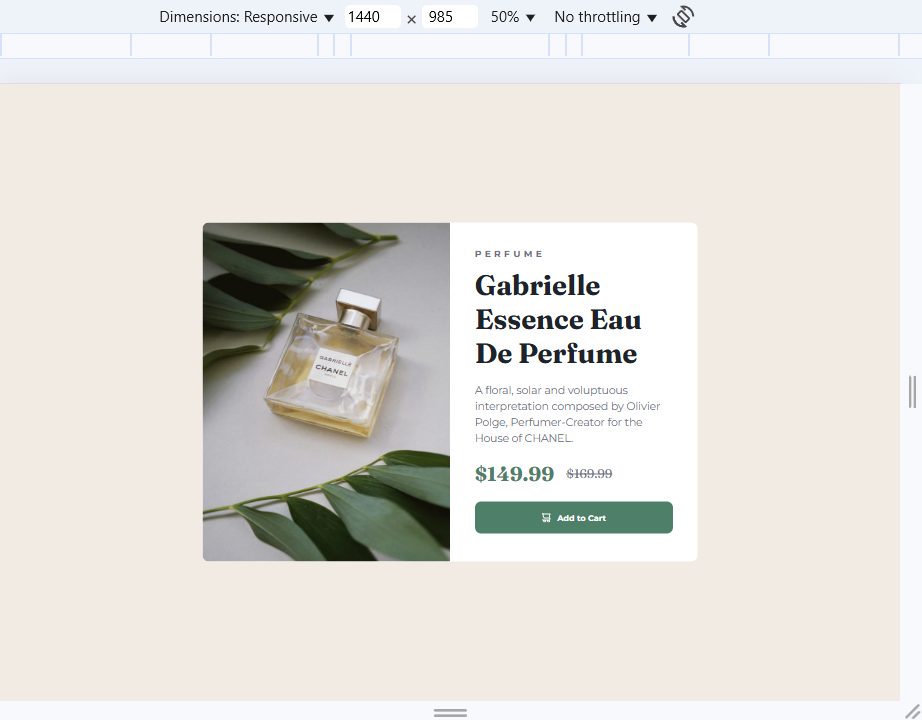 Dimensions: Responsive ▼ 1440 × 985 50% ▼ No throttling ▼
PERFUME
Gabrielle
Essence Eau
De Perfume
GABRIELLE
CHANEL
A floral, solar and voluptuous
interpretation composed by Olivier
Polge, Perfumer-Creator for the
House of CHANEL.
$149.99 $169.99
Add to Cart